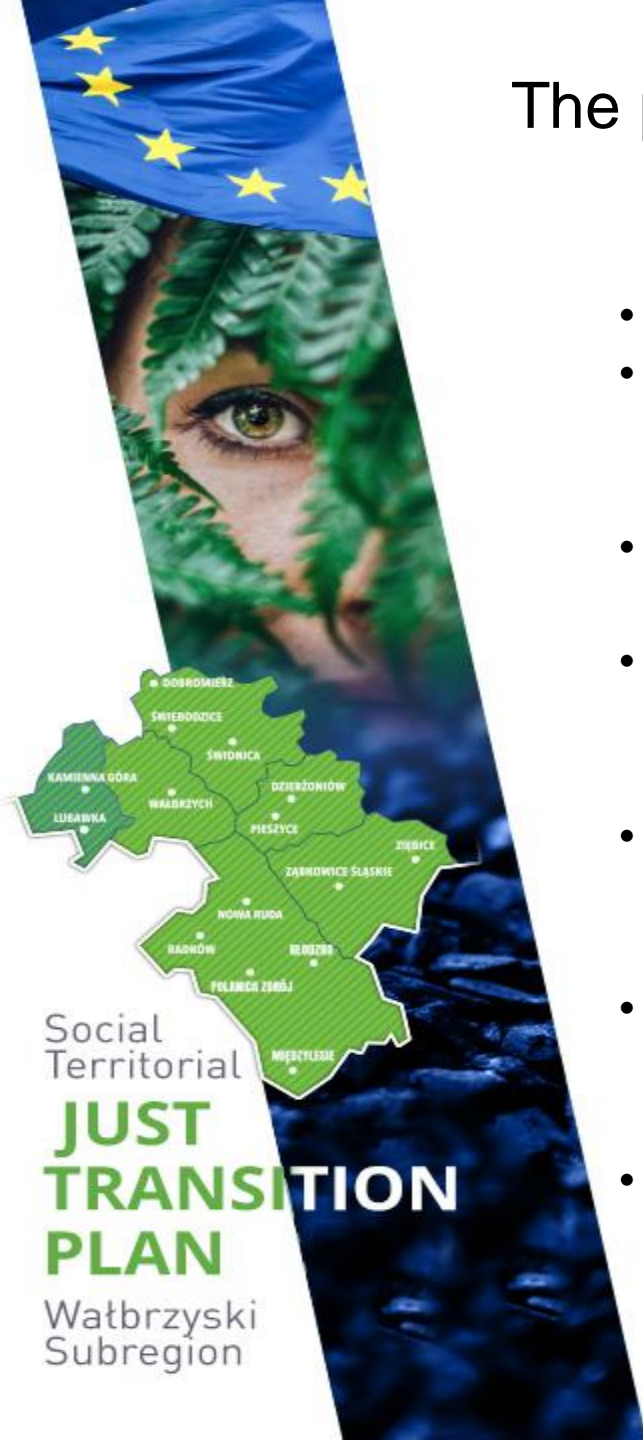 The
•
•
•
•
•
•
•
DOBROMIERZ
ŚWIEBODZICE
ŚWIDNICA
KAMIENNA GÓRA
DZIERŻONIÓW
WAŁBRZYCH
LUBAWKA
PIESZYCE
ZIĘBICE
ZĄBKOWICE ŚLĄSKIE
NOWA RUDA
RADKÓW
KŁODZKO
POLANICA ZDRÓJ
MIĘDZYLESIE
Social
Territorial
JUST
TRANSITION
PLAN
Wałbrzyski
Subregion